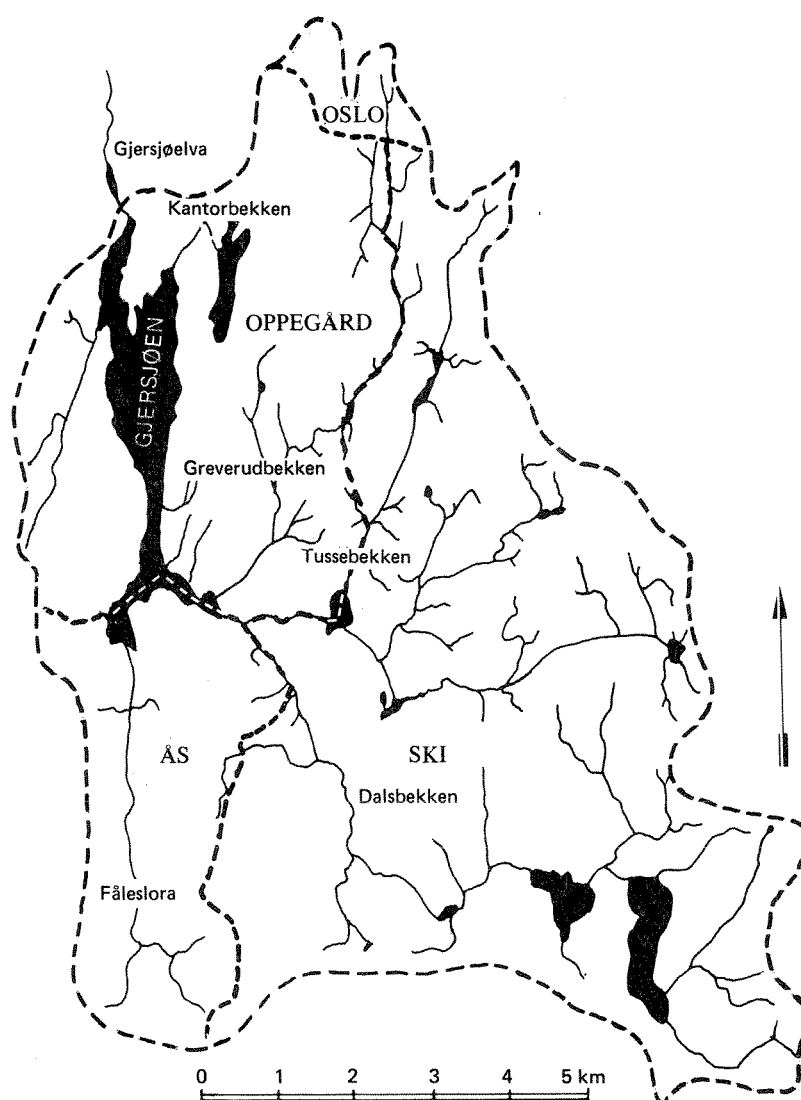 OSLO
Gjersjøelva
Kantorbekken
OPPEGÅRD
GJERSJØEN
Greverudbekken
Tussebekken
ÅS
SKI
Dalsbekken
Fåleslora
0 1 2 3 4 5 km